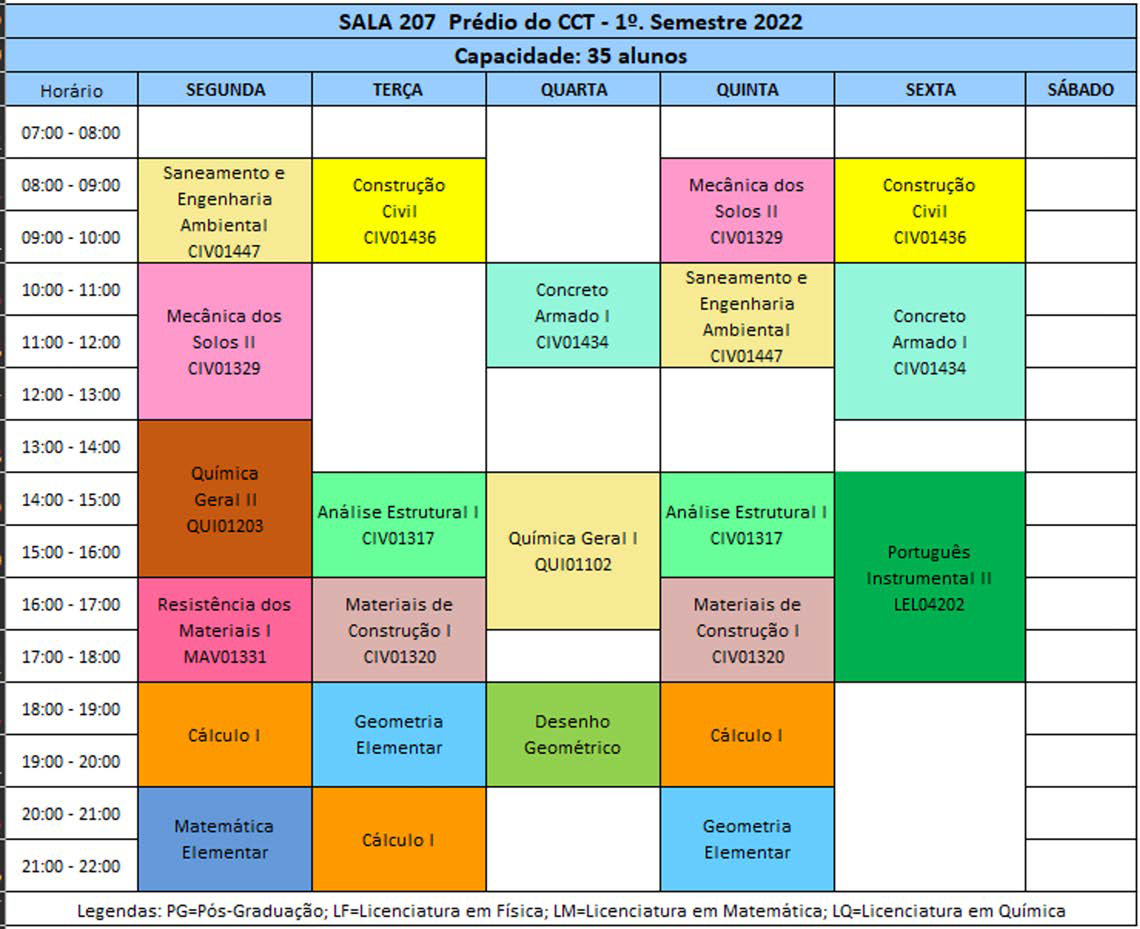 SALA 207 Prédio do CCT - 1º. Semestre 2022
Capacidade: 35 alunos
Horário SEGUNDA TERÇA QUARTA QUINTA SEXTA SÁBADO
07:00 - 08:00
08:00 - 09:00
09:00 - 10:00
Saneamento e
Engenharia
Ambiental
CIV01447
Construção
Civil
CIV01436
Mecânica dos
Solos II
CIV01329
Construção
Civil
CIV01436
10:00 - 11:00
11:00 - 12:00
12:00 - 13:00
Mecânica dos
Solos II
CIV01329
Concreto
Armado I
CIV01434
Saneamento e
Engenharia
Ambiental
CIV01447
Concreto
Armado I
CIV01434
13:00 - 14:00
14:00 - 15:00
15:00 - 16:00
Química
Geral II
QUI01203
Análise Estrutural I
CIV01317
Química Geral I
QUI01102
Análise Estrutural I
CIV01317
Português
Instrumental II
LEL04202
16:00 - 17:00
17:00 - 18:00
Resistência dos
Materiais I
MAV01331
Materiais de
Construção I
CIV01320
Materiais de
Construção I
CIV01320
18:00 - 19:00
19:00 - 20:00
Cálculo I
Geometria
Elementar
Desenho
Geométrico
Cálculo I
20:00 - 21:00
21:00 - 22:00
Matemática
Elementar
Cálculo I
Geometria
Elementar
Legendas: PG=Pós-Graduação; LF=Licenciatura em Física; LM=Licenciatura em Matemática; LQ=Licenciatura em Química